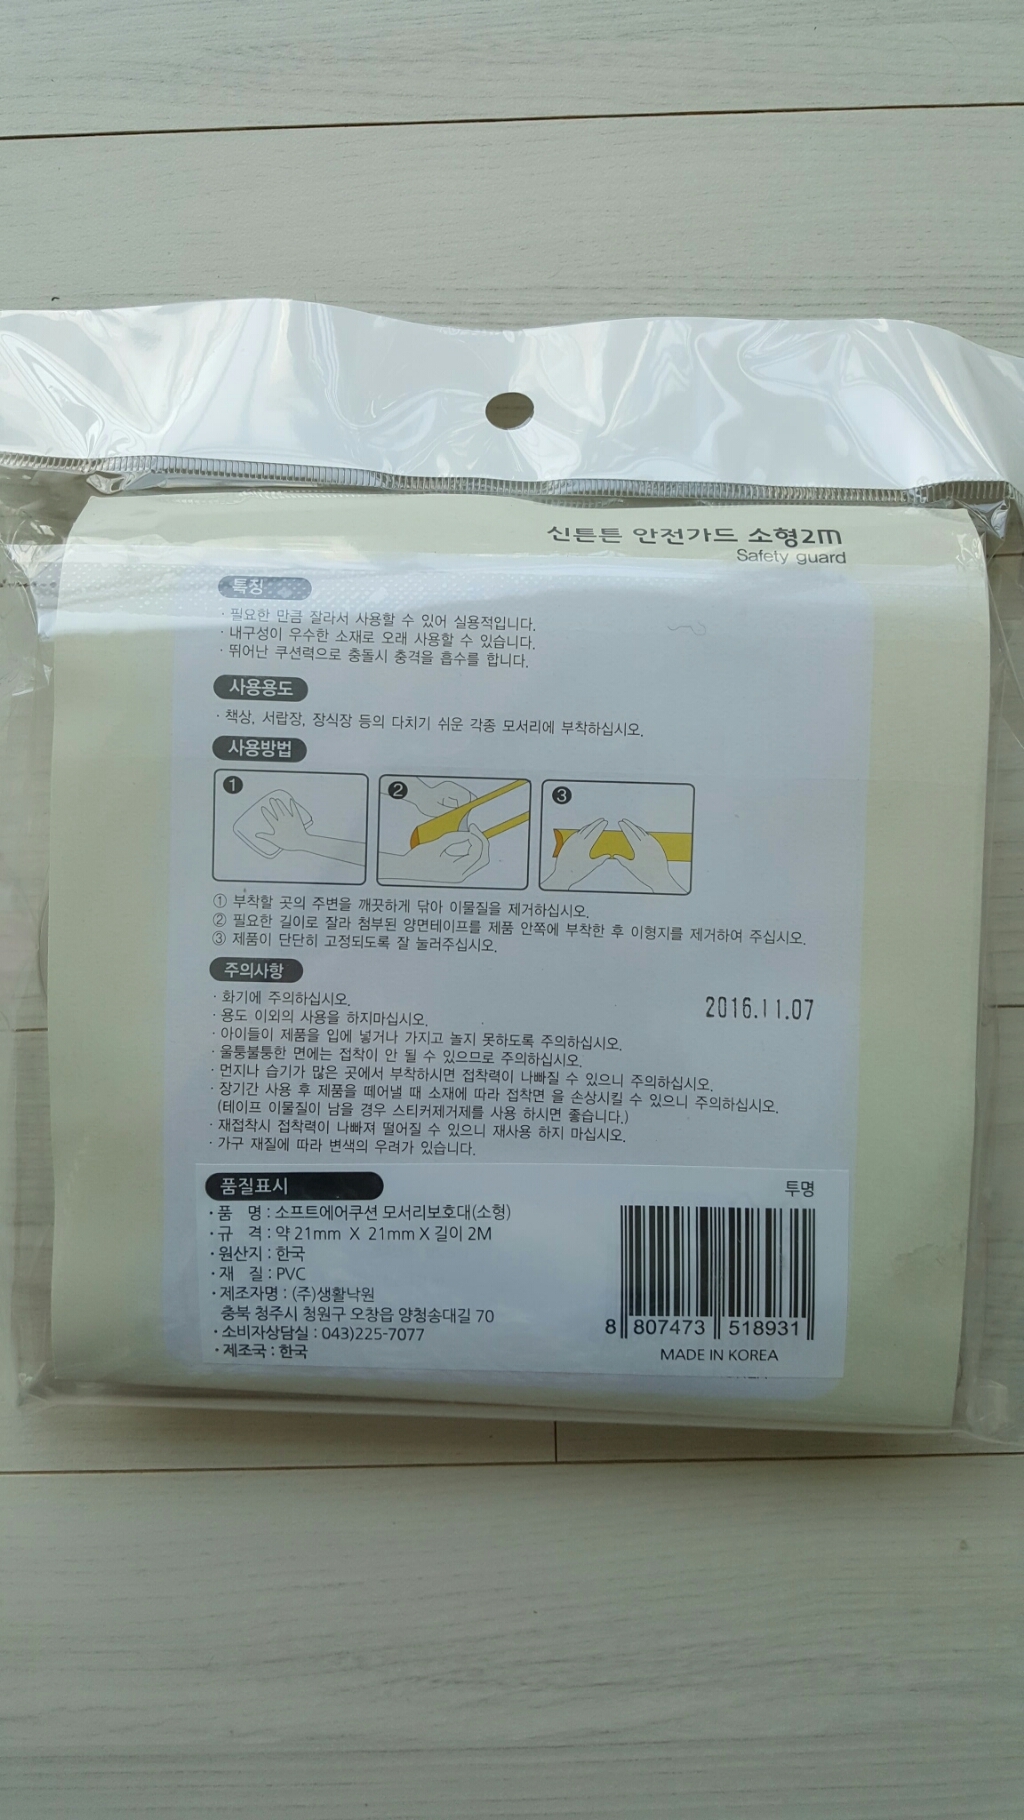 신튼튼 안전가드 소형2m
Safety guard
특징
· 필요한 만큼 잘라서 사용할 수 있어 실용적입니다.
· 내구성이 우수한 소재로 오래 사용할 수 있습니다.
· 뛰어난 쿠션력으로 충돌시 충격을 흡수를 합니다.
사용용도
· 책상, 서랍장, 장식장 등의 다치기 쉬운 각종 모서리에 부착하십시오.
사용방법
1 2 3
① 부착할 곳의 주변을 깨끗하게 닦아 이물질을 제거하십시오.
② 필요한 길이로 잘라 첨부된 양면테이프를 제품 안쪽에 부착한 후 이형지를 제거하여 주십시오.
③ 제품이 단단히 고정되도록 잘 눌러주십시오.
주의사항
· 화기에 주의하십시오.
2016.11.07
· 용도 이외의 사용을 하지마십시오.
· 아이들이 제품을 입에 넣거나 가지고 놀지 못하도록 주의하십시오.
· 울퉁불퉁한 면에는 접착이 안 될 수 있으므로 주의하십시오.
· 먼지나 습기가 많은 곳에서 부착하시면 접착력이 나빠질 수 있으니 주의하십시오.
· 장기간 사용 후 제품을 떼어낼 때 소재에 따라 접착면 을 손상시킬 수 있으니 주의하십시오.
(테이프 이물질이 남을 경우 스티커제거제를 사용 하시면 좋습니다.)
· 재접착시 접착력이 나빠져 떨어질 수 있으니 재사용 하지 마십시오.
· 가구 재질에 따라 변색의 우려가 있습니다.
품질표시
투명
· 품 명 : 소프트에어쿠션 모서리보호대(소형)
· 규 격 : 약 21mm X 21mm X 길이 2M
· 원산지 : 한국
· 재 질 : PVC
· 제조자명 : (주)생활낙원
충북 청주시 청원구 오창읍 양청송대길 70
· 소비자상담실 : 043)225-7077
· 제조국 : 한국
8 807473 518931
MADE IN KOREA